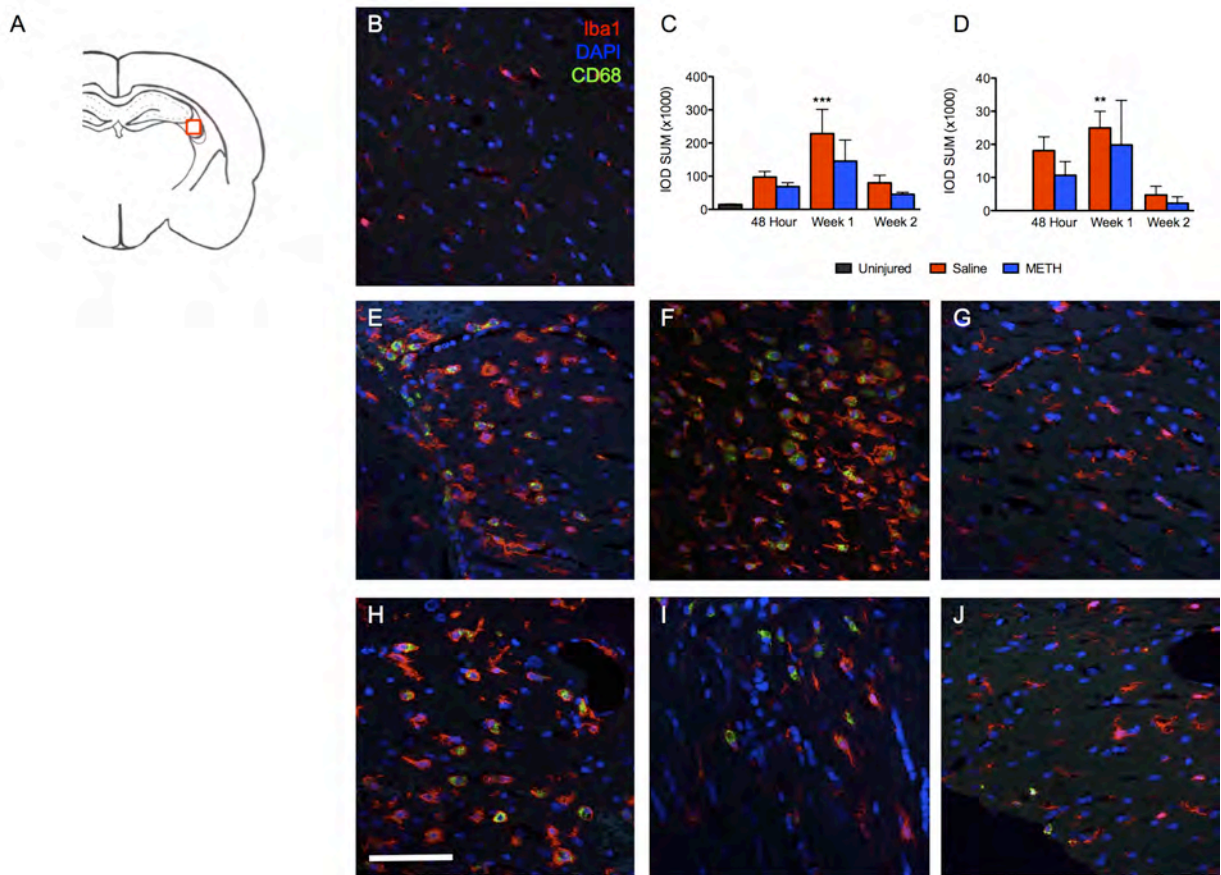 A
B
Iba1
DAPI
CD68
C
IOD SUM (x1000)
400
300
200
100
0
***
48 Hour
Week 1
Week 2
D
IOD SUM (x1000)
40
30
20
10
0
**
48 Hour
Week 1
Week 2
Uninjured
Saline
METH
E
F
G
H
I
J